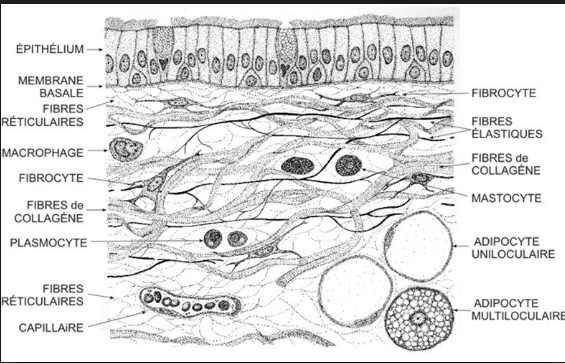 ÉPITHÉLIUM
MEMBRANE
BASALE
FIBRES
RÉTICULAIRES
MACROPHAGE
FIBROCYTE
FIBRES de
COLLAGÈNE
PLASMOCYTE
FIBRES
RÉTICULAIRES
CAPILLAiRE
FIBROCYTE
FIBRES
ÉLASTIQUES
FIBRES de
COLLAGÈNE
MASTOCYTE
ADIPOCYTE
UNILOCULAIRE
ADIPOCYTE
MULTILOCULAIRE